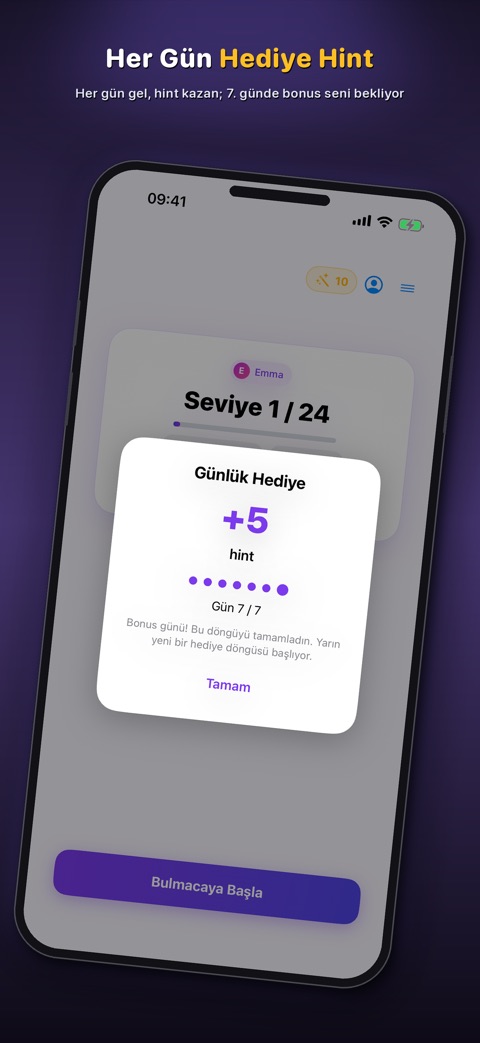 Her Gün Hediye Hint
Her gün gel, hint kazan; 7. günde bonus seni bekliyor
09:41
10
E Emma
Seviye 1 / 24
Günlük Hediye
+5
hint
Gün 7 / 7
Bonus günü! Bu döngüyü tamamladın. Yarın
yeni bir hediye döngüsü başlıyor.
Tamam
Bulmacaya Başla